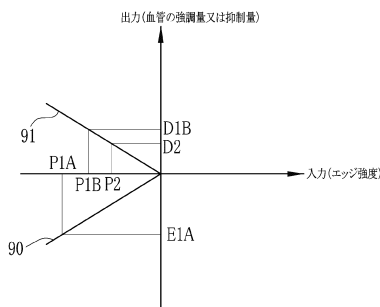 出力(血管の強調量又は抑制量)
91
D1B
D2
P1A
P1B P2
入力(エッジ強度)
90
E1A